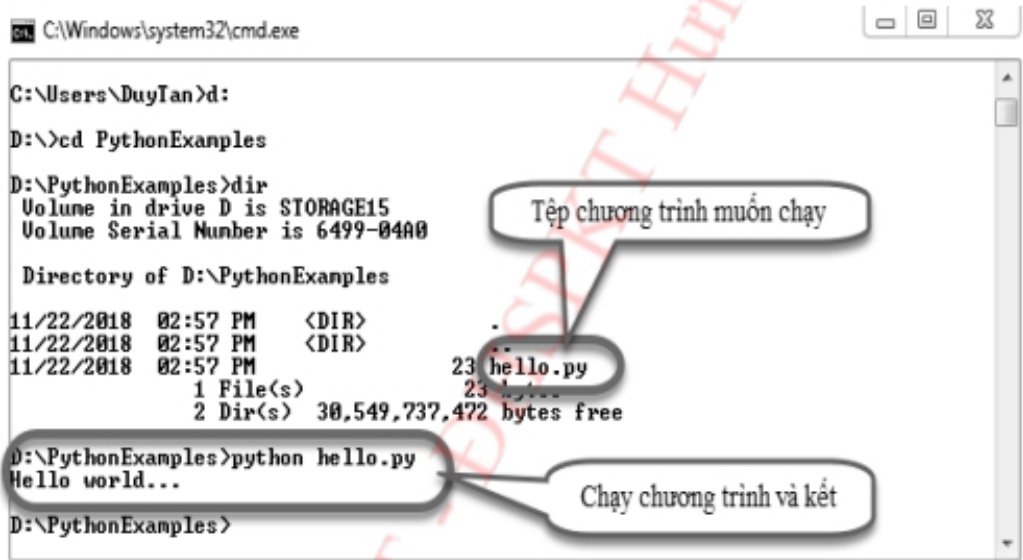 C:\Windows\system32\cmd.exe
C:\Users\DuyTan>d:
D:\>cd PythonExamples
D:\PythonExamples>dir
Volume in drive D is STORAGE15
Volume Serial Number is 6499-04A0
Directory of D:\PythonExamples
11/22/2018 02:57 PM <DIR> .
11/22/2018 02:57 PM <DIR> ..
11/22/2018 02:57 PM 23 hello.py
1 File(s) 23 bytes
2 Dir(s) 30,549,737,472 bytes free
D:\PythonExamples>python hello.py
Hello world...
D:\PythonExamples>
Tệp chương trình muốn chạy
Chạy chương trình và kết
- ĐHSPKT Hưn